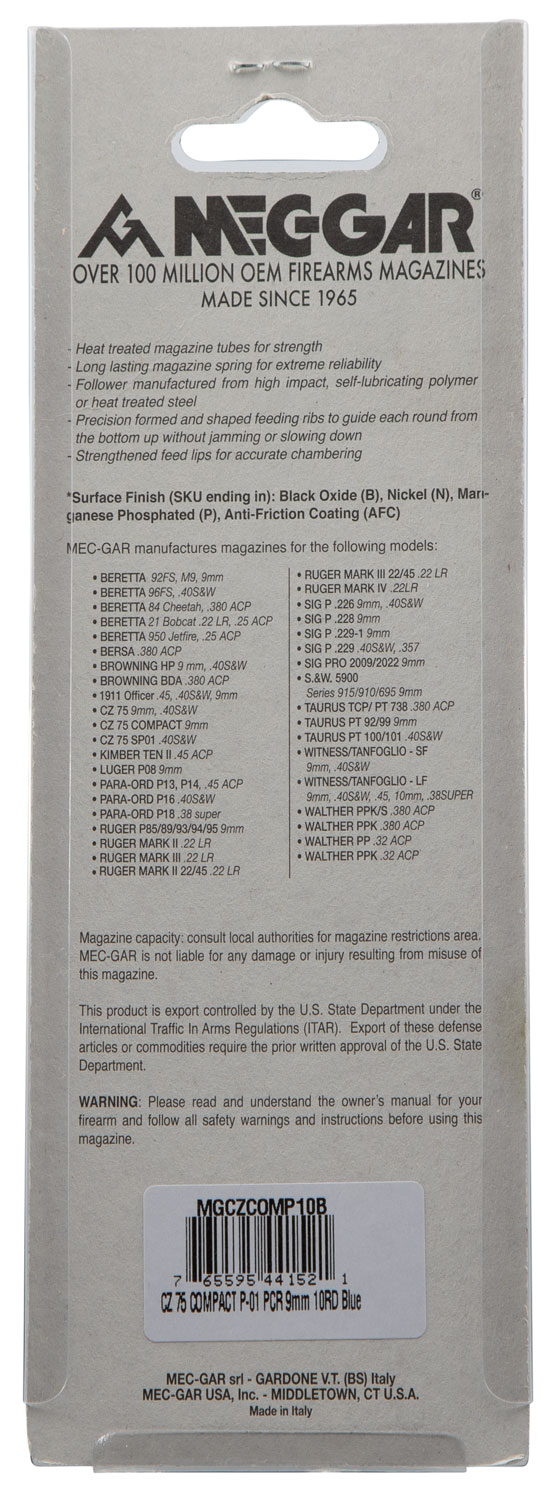 MEC-GAR®
OVER 100 MILLION OEM FIREARMS MAGAZINES
MADE SINCE 1965
- Heat treated magazine tubes for strength
- Long lasting magazine spring for extreme reliability
- Follower manufactured from high impact, self-lubricating polymer
or heat treated steel
- Precision formed and shaped feeding ribs to guide each round from
the bottom up without jamming or slowing down
- Strengthened feed lips for accurate chambering
*Surface Finish (SKU ending in): Black Oxide (B), Nickel (N), Man-
ganese Phosphated (P), Anti-Friction Coating (AFC)
MEC-GAR manufactures magazines for the following models:
• BERETTA 92FS, M9, 9mm
• BERETTA 96FS, .40S&W
• BERETTA 84 Cheetah, .380 ACP
• BERETTA 21 Bobcat .22 LR, .25 ACP
• BERETTA 950 Jetfire, .25 ACP
• BERSA .380 ACP
• BROWNING HP 9 mm, .40S&W
• BROWNING BDA .380 ACP
• 1911 Officer .45, .40S&W, 9mm
• CZ 75 9mm, .40S&W
• CZ 75 COMPACT 9mm
• CZ 75 SP01 .40S&W
• KIMBER TEN II .45 ACP
• LUGER P08 9mm
• PARA-ORD P13, P14, .45 ACP
• PARA-ORD P16 .40S&W
• PARA-ORD P18 .38 super
• RUGER P85/89/93/94/95 9mm
• RUGER MARK II .22 LR
• RUGER MARK III .22 LR
• RUGER MARK II 22/45 .22 LR
• RUGER MARK III 22/45 .22 LR
• RUGER MARK IV .22LR
• SIG P .226 9mm, .40S&W
• SIG P .228 9mm
• SIG P .229-1 9mm
• SIG P .229 .40S&W, .357
• SIG PRO 2009/2022 9mm
• S.&W. 5900
Series 915/910/695 9mm
• TAURUS TCP/ PT 738 .380 ACP
• TAURUS PT 92/99 9mm
• TAURUS PT 100/101 .40S&W
• WITNESS/TANFOGLIO - SF
9mm, .40S&W
• WITNESS/TANFOGLIO - LF
9mm, .40S&W, .45, 10mm, .38SUPER
• WALTHER PPK/S .380 ACP
• WALTHER PPK .380 ACP
• WALTHER PP .32 ACP
• WALTHER PPK .32 ACP
Magazine capacity: consult local authorities for magazine restrictions area.
MEC-GAR is not liable for any damage or injury resulting from misuse of
this magazine.
This product is export controlled by the U.S. State Department under the
International Traffic In Arms Regulations (ITAR). Export of these defense
articles or commodities require the prior written approval of the U.S. State
Department.
WARNING: Please read and understand the owner's manual for your
firearm and follow all safety warnings and instructions before using this
magazine.
MGCZCOMP10B
7 65595 44152 1
CZ 75 COMPACT P-01 PCR 9mm 10RD Blue
MEC-GAR srl - GARDONE V.T. (BS) Italy
MEC-GAR USA, Inc. - MIDDLETOWN, CT U.S.A.
Made in Italy